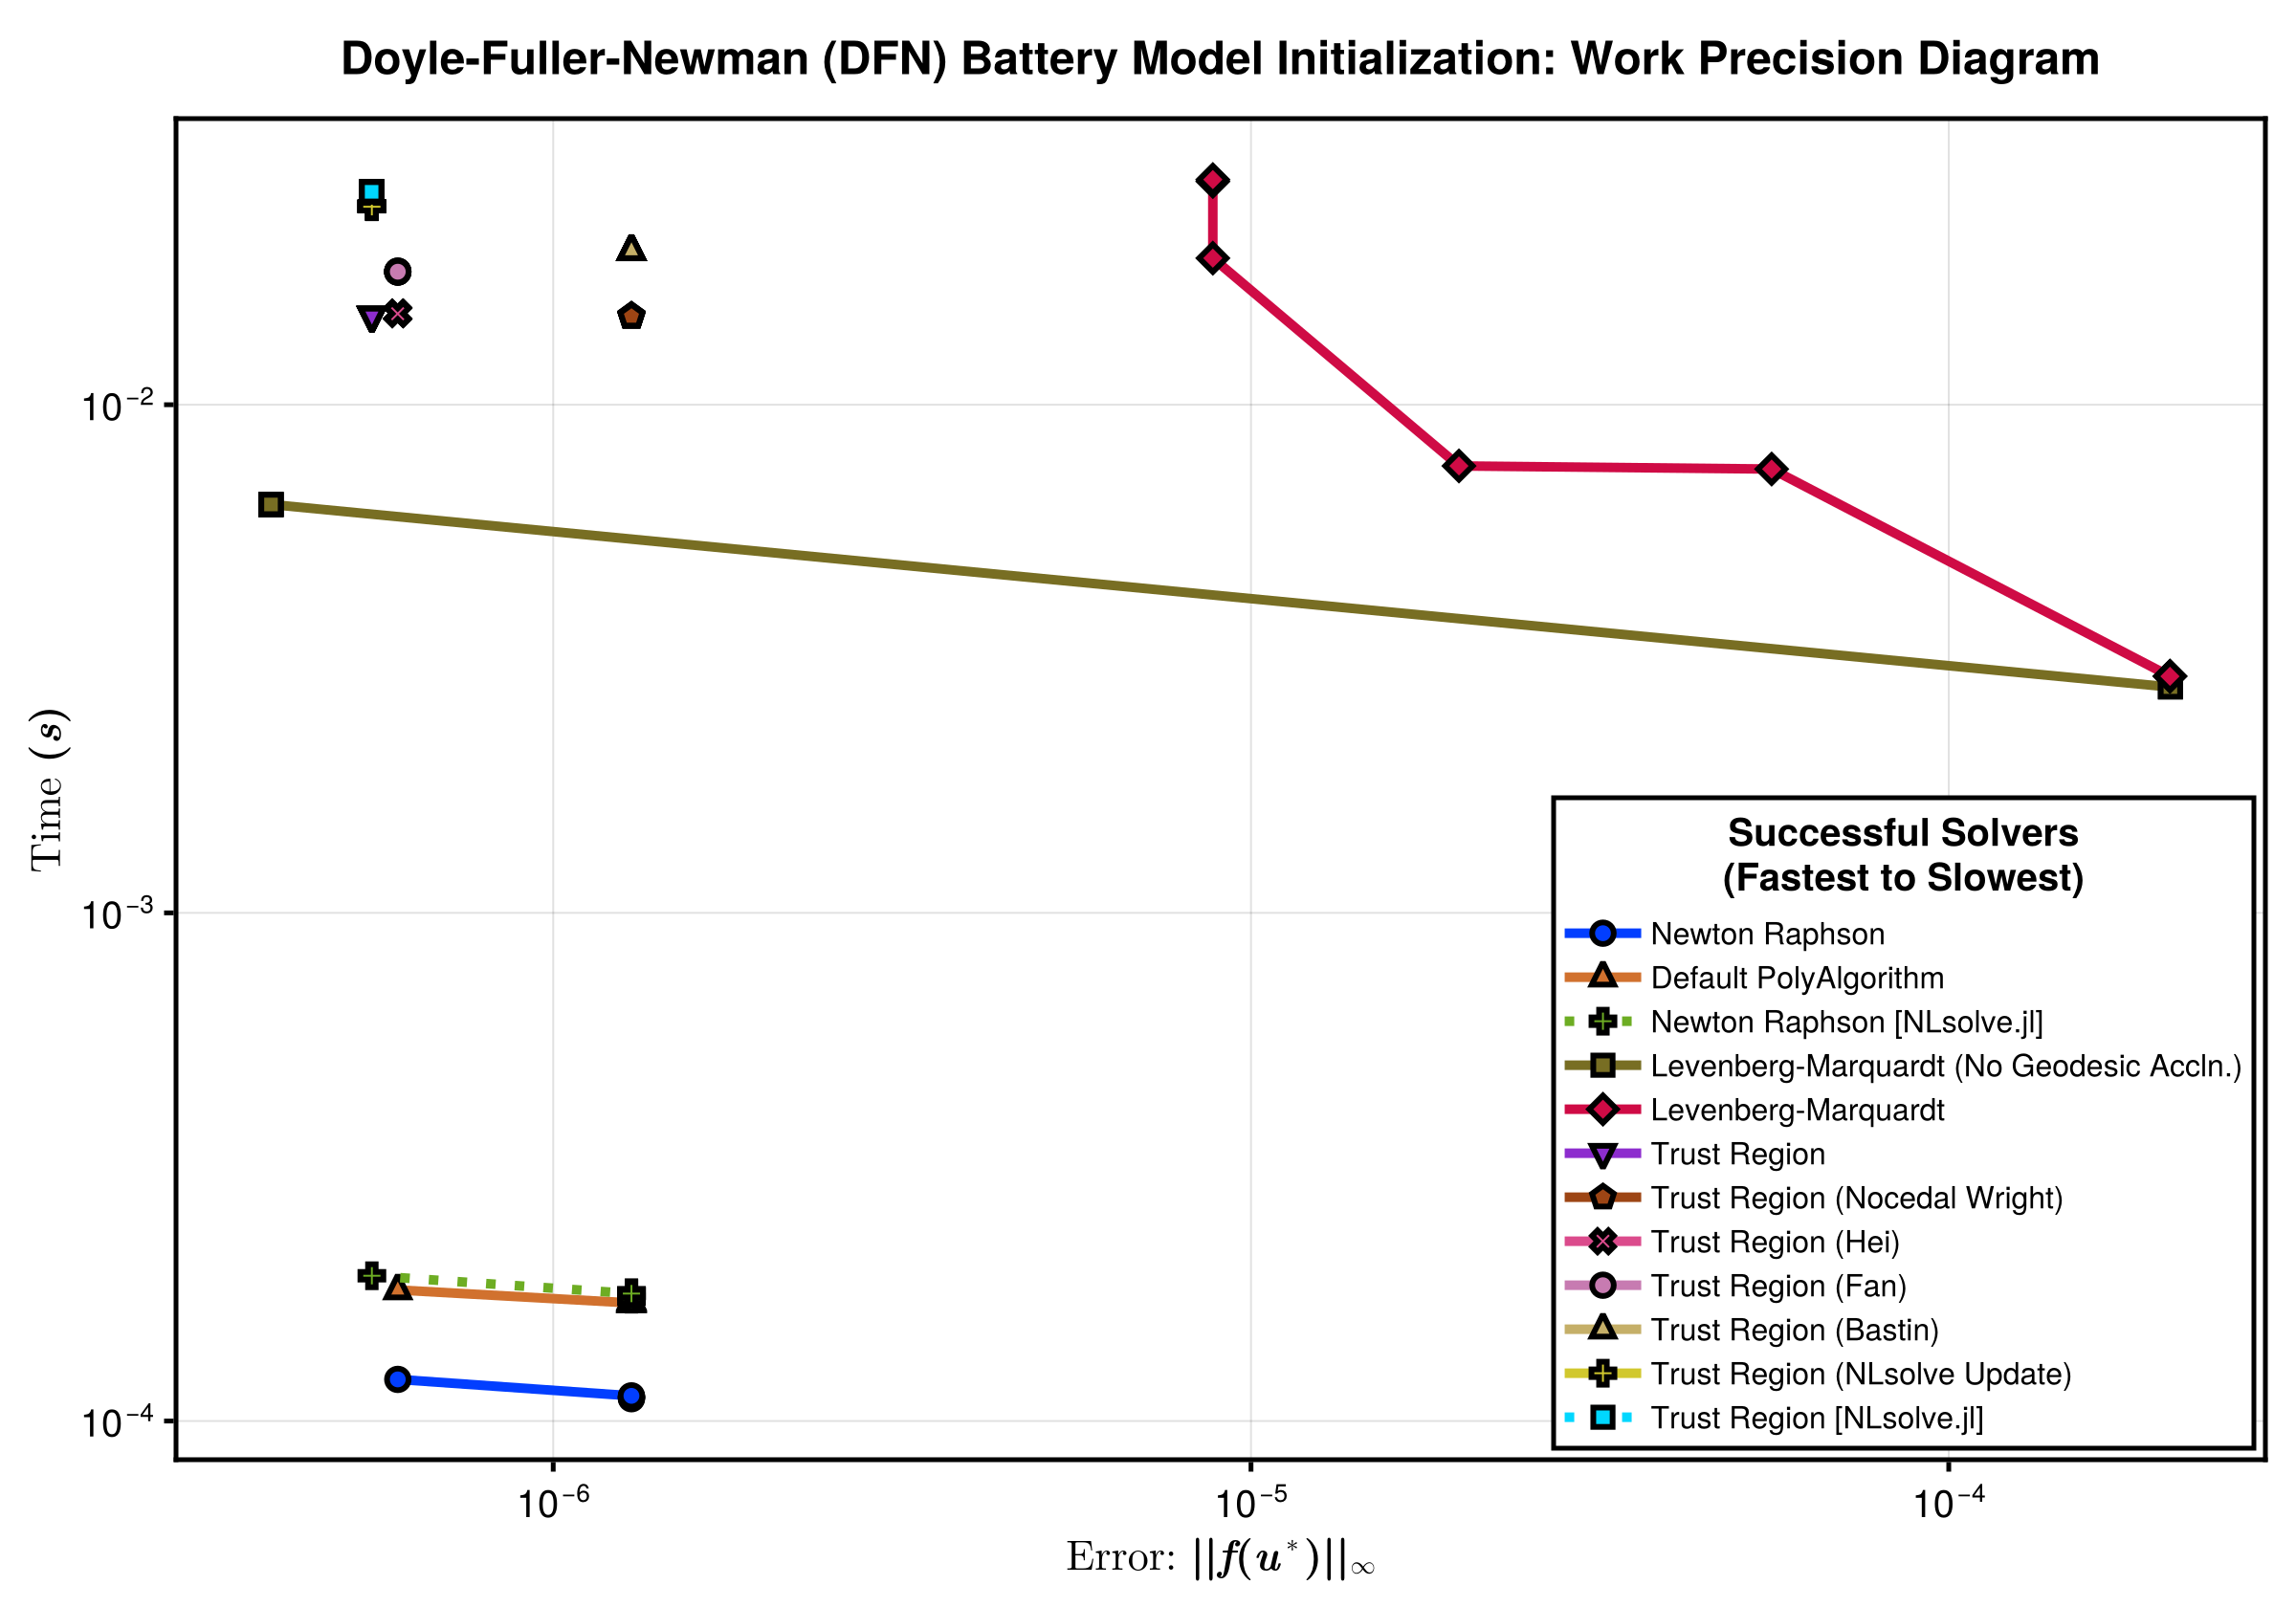 Doyle-Fuller-Newman (DFN) Battery Model Initialization: Work Precision Diagram
Time (s)
10⁻²
10⁻³
10⁻⁴
Successful Solvers
(Fastest to Slowest)
Newton Raphson
Default PolyAlgorithm
Newton Raphson [NLsolve.jl]
Levenberg-Marquardt (No Geodesic Accln.)
Levenberg-Marquardt
Trust Region
Trust Region (Nocedal Wright)
Trust Region (Hei)
Trust Region (Fan)
Trust Region (Bastin)
Trust Region (NLsolve Update)
Trust Region [NLsolve.jl]
10⁻⁶ 10⁻⁵ 10⁻⁴
Error: ||f(u*)||∞